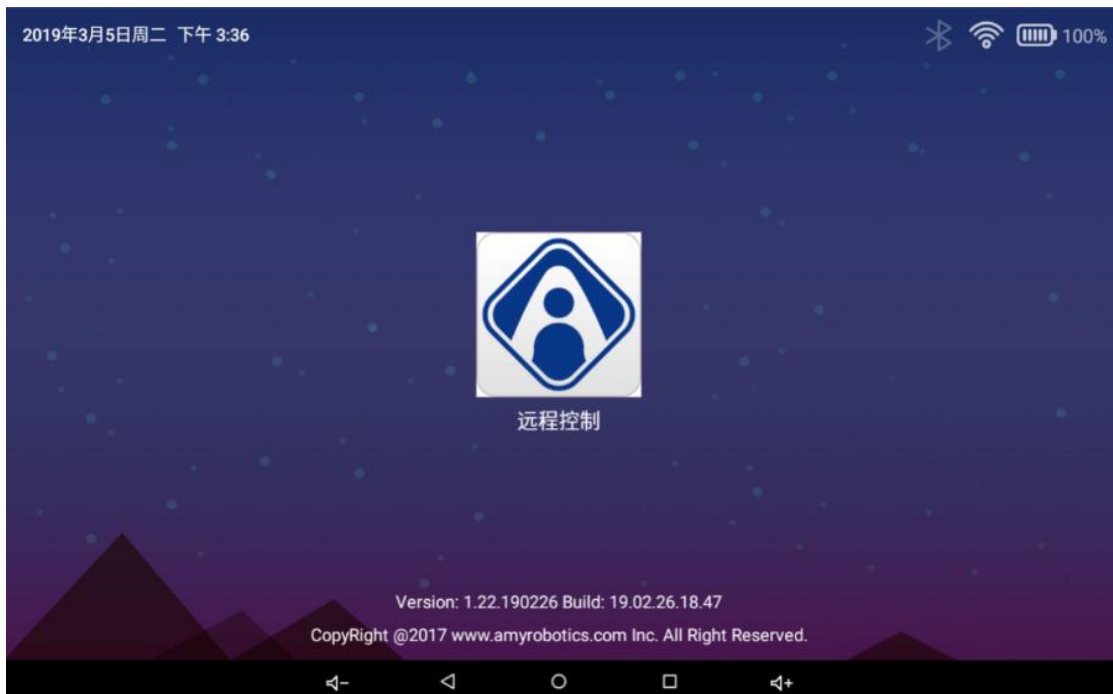 2019年3月5日周二 下午 3:36
100%
远程控制
Version: 1.22.190226 Build: 19.02.26.18.47
CopyRight @2017 www.amyrobotics.com Inc. All Right Reserved.